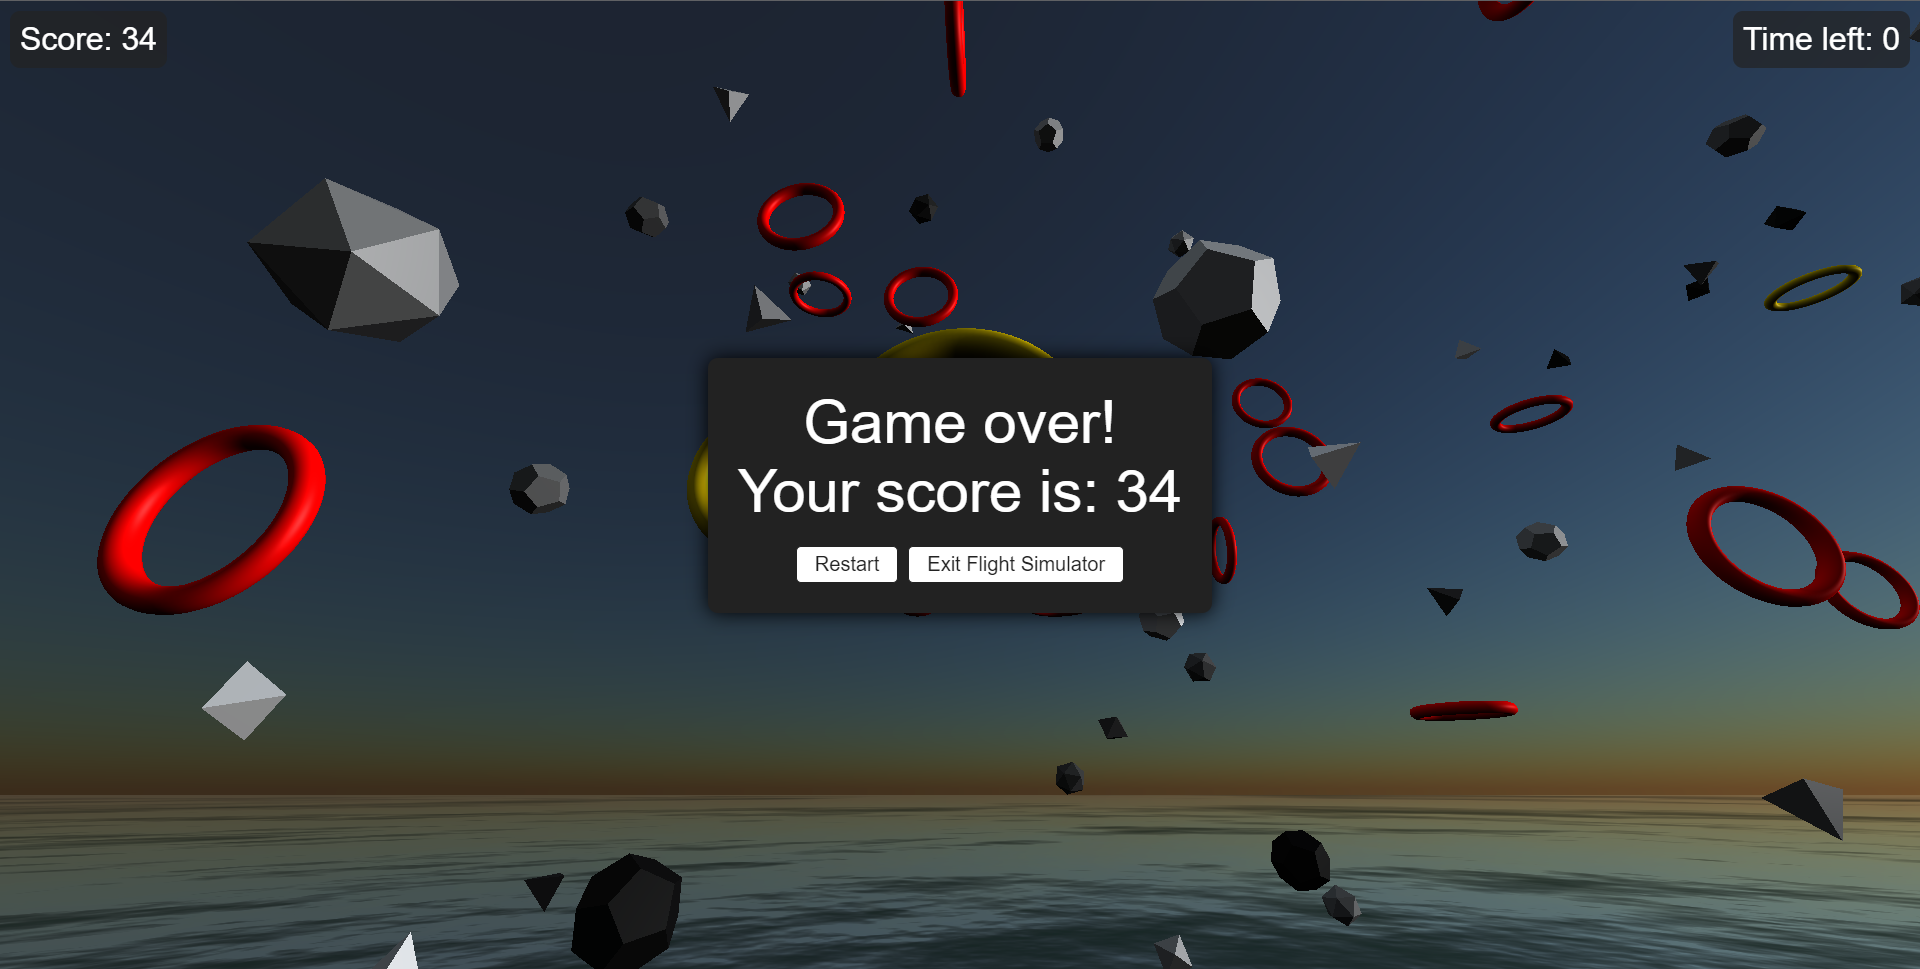 Score: 34
Time left: 0
Game over!
Your score is: 34
Restart
Exit Flight Simulator